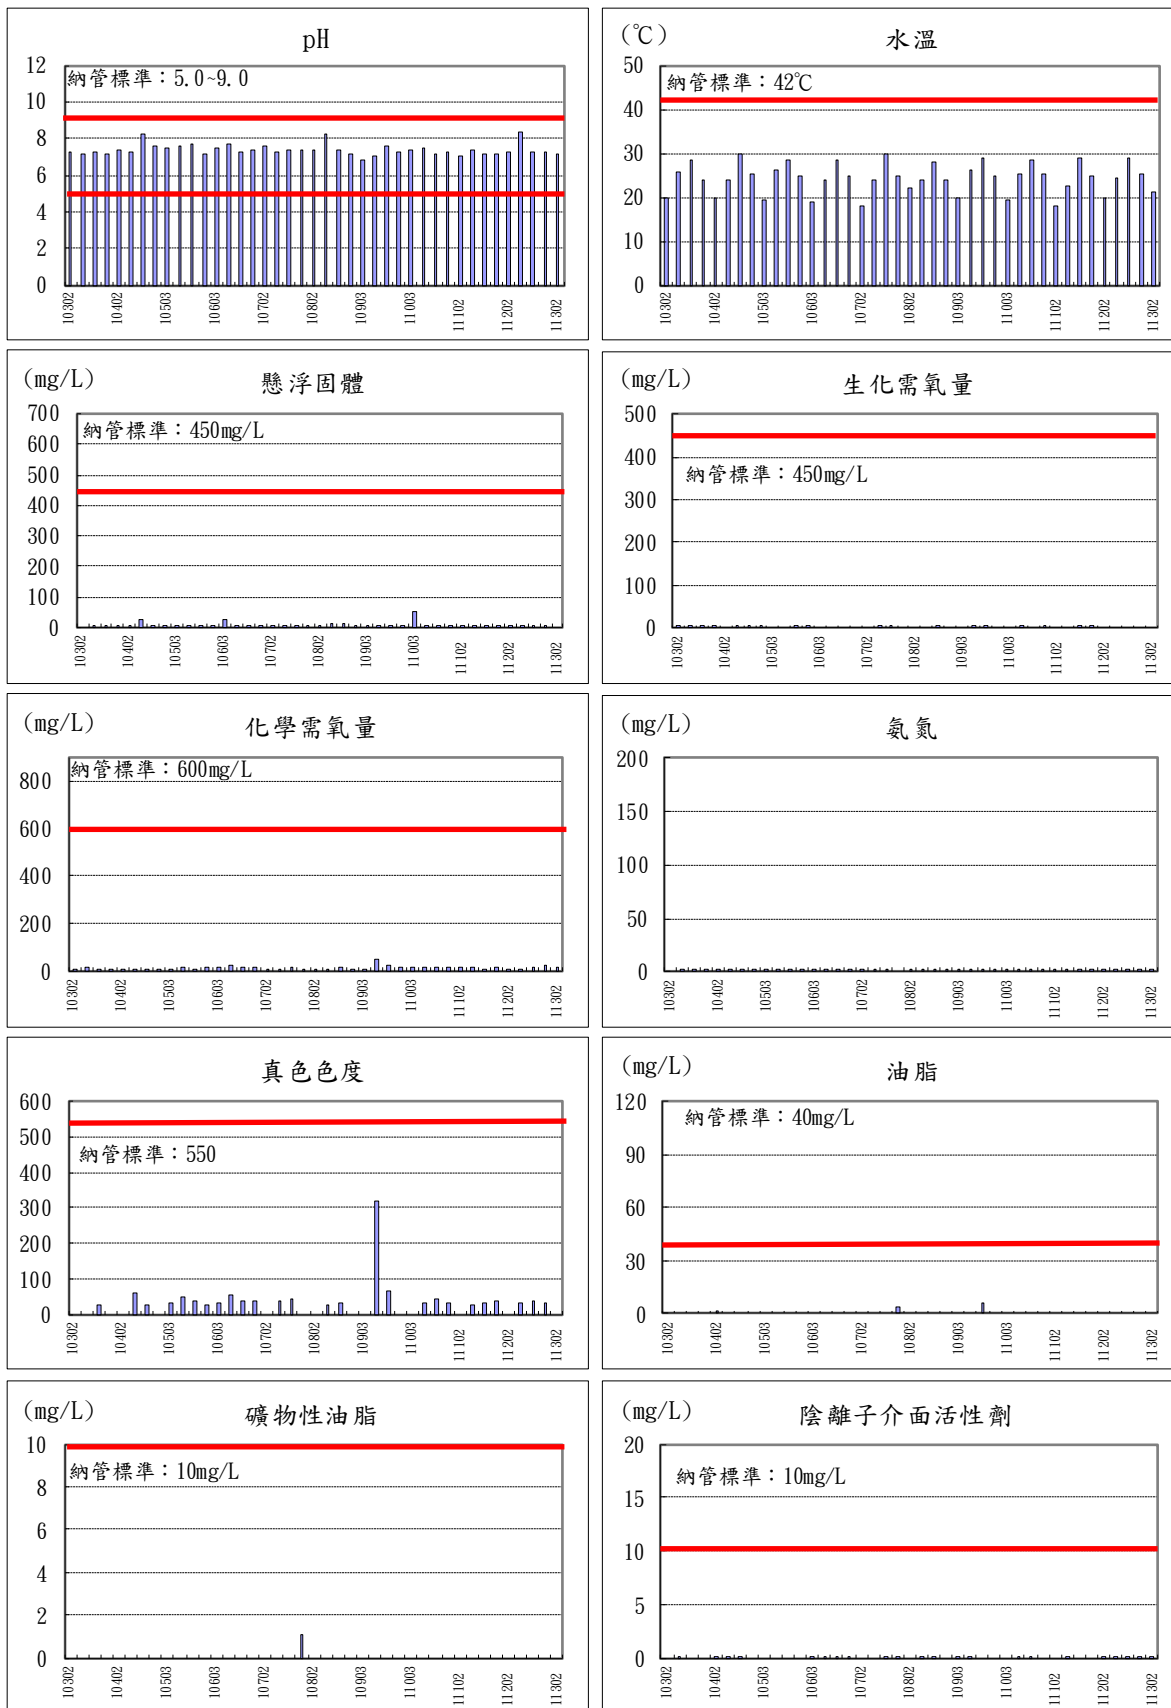 pH
納管標準：5.0~9.0
12
10
8
6
4
2
0
10302 10402 10503 10603 10702 10802 10903 11003 11102 11202 11302
(℃)
水溫
納管標準：42℃
50
40
30
20
10
0
10302 10402 10503 10603 10702 10802 10903 11003 11102 11202 11302
(mg/L)
懸浮固體
納管標準：450mg/L
700
600
500
400
300
200
100
0
10302 10402 10503 10603 10702 10802 10903 11003 11102 11202 11302
(mg/L)
生化需氧量
500
400
納管標準：450mg/L
300
200
100
0
10302 10402 10503 10603 10702 10802 10903 11003 11102 11202 11302
(mg/L)
化學需氧量
納管標準：600mg/L
800
600
400
200
0
10302 10402 10503 10603 10702 10802 10903 11003 11102 11202 11302
(mg/L)
氨氮
200
150
100
50
0
10302 10402 10503 10603 10702 10802 10903 11003 11102 11202 11302
真色色度
600
500
納管標準：550
400
300
200
100
0
10302 10402 10503 10603 10702 10802 10903 11003 11102 11202 11302
(mg/L)
油脂
120
納管標準：40mg/L
90
60
30
0
10302 10402 10503 10603 10702 10802 10903 11003 11102 11202 11302
(mg/L)
礦物性油脂
10
納管標準：10mg/L
8
6
4
2
0
10302 10402 10503 10603 10702 10802 10903 11003 11102 11202 11302
(mg/L)
陰離子介面活性劑
20
納管標準：10mg/L
15
10
5
0
10302 10402 10503 10603 10702 10802 10903 11003 11102 11202 11302